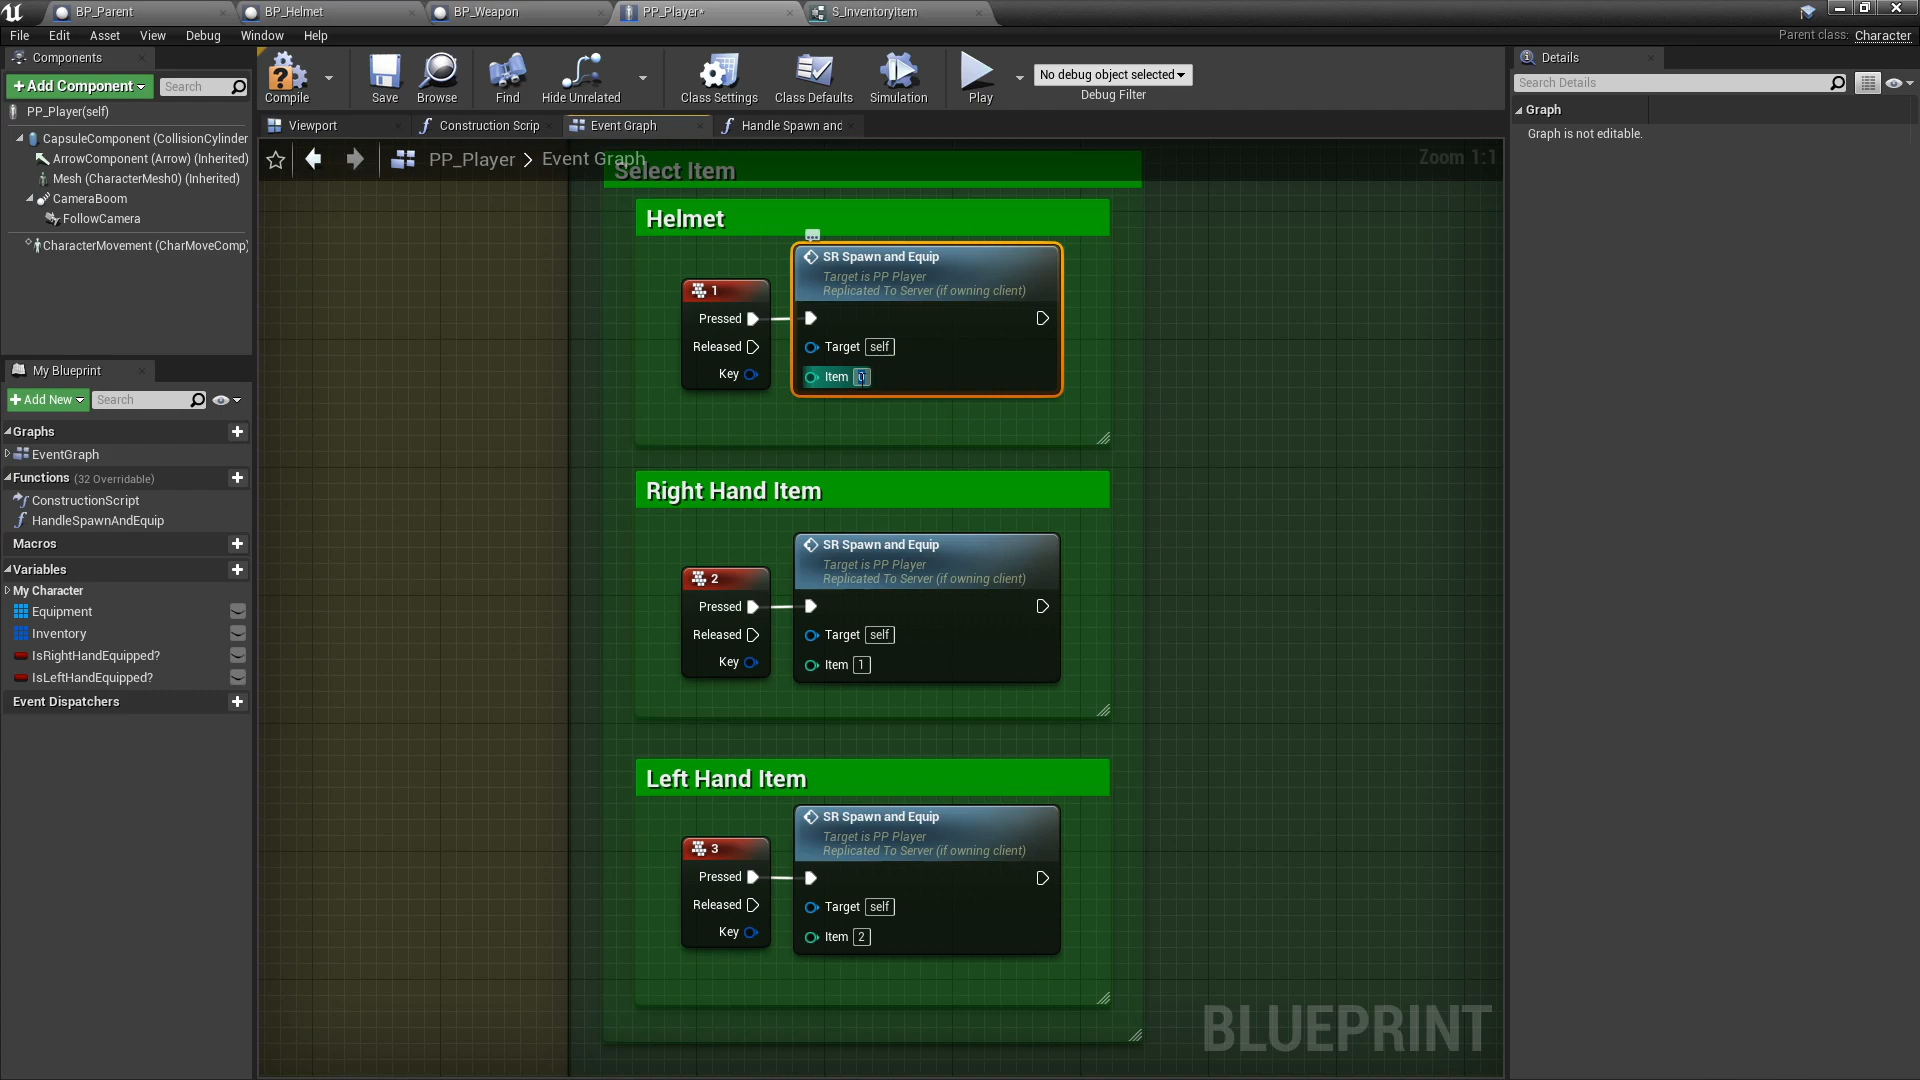 BP_Parent
BP_Helmet
BP_Weapon
PP_Player*
S_InventoryItem
File
Edit
Asset
View
Debug
Window
Help
Parent class: Character
Components
+ Add Component
Search
PP_Player(self)
CapsuleComponent (CollisionCylinder
ArrowComponent (Arrow) (Inherited)
Mesh (CharacterMesh0) (Inherited)
CameraBoom
FollowCamera
CharacterMovement (CharMoveComp)
My Blueprint
+ Add New
Search
Graphs
EventGraph
Functions (32 Overridable)
ConstructionScript
HandleSpawnAndEquip
Macros
Variables
My Character
Equipment
Inventory
IsRightHandEquipped?
IsLeftHandEquipped?
Event Dispatchers
Compile
Save
Browse
Find
Hide Unrelated
Class Settings
Class Defaults
Simulation
Play
No debug object selected
Debug Filter
Viewport
Construction Scrip
Event Graph
Handle Spawn and
PP_Player > Event Graph
Zoom 1:1
Select Item
Helmet
1
Pressed
Released
Key
SR Spawn and Equip
Target is PP Player
Replicated To Server (if owning client)
Target self
Item 0
Right Hand Item
2
Pressed
Released
Key
SR Spawn and Equip
Target is PP Player
Replicated To Server (if owning client)
Target self
Item 1
Left Hand Item
3
Pressed
Released
Key
SR Spawn and Equip
Target is PP Player
Replicated To Server (if owning client)
Target self
Item 2
BLUEPRINT
Details
Search Details
Graph
Graph is not editable.